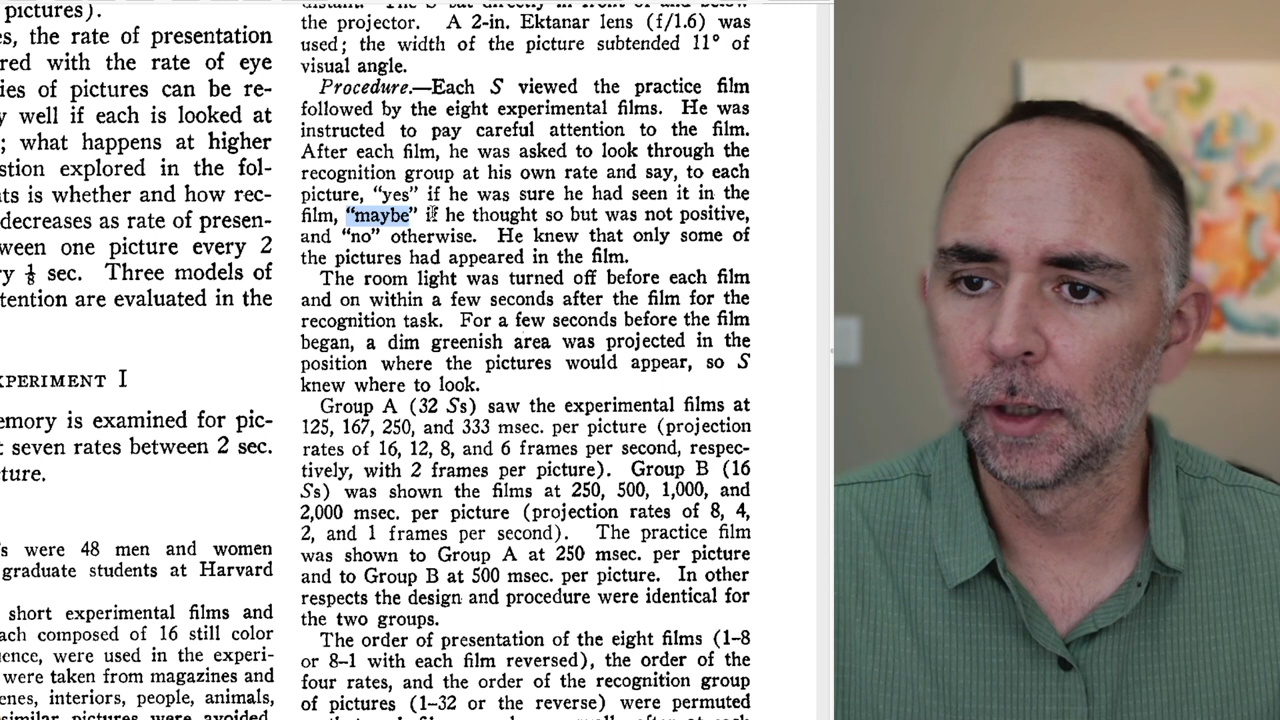 pictures).
es, the rate of presentation
red with the rate of eye
ies of pictures can be re-
y well if each is looked at
; what happens at higher
stion explored in the fol-
ts is whether and how rec-
decreases as rate of presen-
ween one picture every 2
ry ⅛ sec. Three models of
tention are evaluated in the
XPERIMENT I
emory is examined for pic-
t seven rates between 2 sec.
cture.
's were 48 men and women
graduate students at Harvard
short experimental films and
ach composed of 16 still color
uence, were used in the experi-
were taken from magazines and
enes, interiors, people, animals,
similar pictures were avoided.
distant. The S sat directly in front of and below
the projector. A 2-in. Ektanar lens (f/1.6) was
used; the width of the picture subtended 11° of
visual angle.
Procedure.—Each S viewed the practice film
followed by the eight experimental films. He was
instructed to pay careful attention to the film.
After each film, he was asked to look through the
recognition group at his own rate and say, to each
picture, “yes” if he was sure he had seen it in the
film, “maybe” if he thought so but was not positive,
and “no” otherwise. He knew that only some of
the pictures had appeared in the film.
The room light was turned off before each film
and on within a few seconds after the film for the
recognition task. For a few seconds before the film
began, a dim greenish area was projected in the
position where the pictures would appear, so S
knew where to look.
Group A (32 Ss) saw the experimental films at
125, 167, 250, and 333 msec. per picture (projection
rates of 16, 12, 8, and 6 frames per second, respec-
tively, with 2 frames per picture). Group B (16
Ss) was shown the films at 250, 500, 1,000, and
2,000 msec. per picture (projection rates of 8, 4,
2, and 1 frames per second). The practice film
was shown to Group A at 250 msec. per picture
and to Group B at 500 msec. per picture. In other
respects the design and procedure were identical for
the two groups.
The order of presentation of the eight films (1–8
or 8–1 with each film reversed), the order of the
four rates, and the order of the recognition group
of pictures (1–32 or the reverse) were permuted